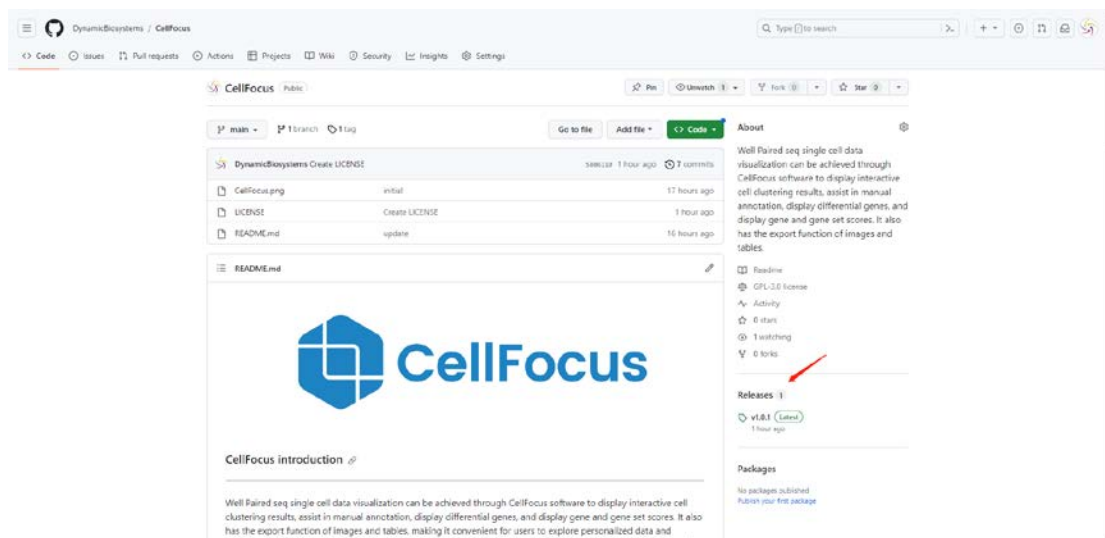 DynamicBiosystems / CellFocus
Type / to search
Code Issues Pull requests Actions Projects Wiki Security Insights Settings
CellFocus Public
Pin Unwatch 1 Fork 0 Star 0
main 1 branch 1 tag
Go to file Add file Code
DynamicBiosystems Create LICENSE 1 hour ago 7 commits
CellFocus.png initial 17 hours ago
LICENSE Create LICENSE 1 hour ago
README.md update 16 hours ago
README.md
CellFocus
CellFocus introduction
Well Paired seq single cell data visualization can be achieved through CellFocus software to display interactive cell
clustering results, assist in manual annotation, display differential genes, and display gene and gene set scores. It also
has the export function of images and tables, making it convenient for users to explore personalized data and
About
Well Paired seq single cell data
visualization can be achieved through
CellFocus software to display interactive
cell clustering results, assist in manual
annotation, display differential genes, and
display gene and gene set scores. It also
has the export function of images and
tables.
Readme
GPL-3.0 license
Activity
0 stars
1 watching
0 forks
Releases 1
v1.0.1 Latest
1 hour ago
Packages
No packages published
Publish your first package